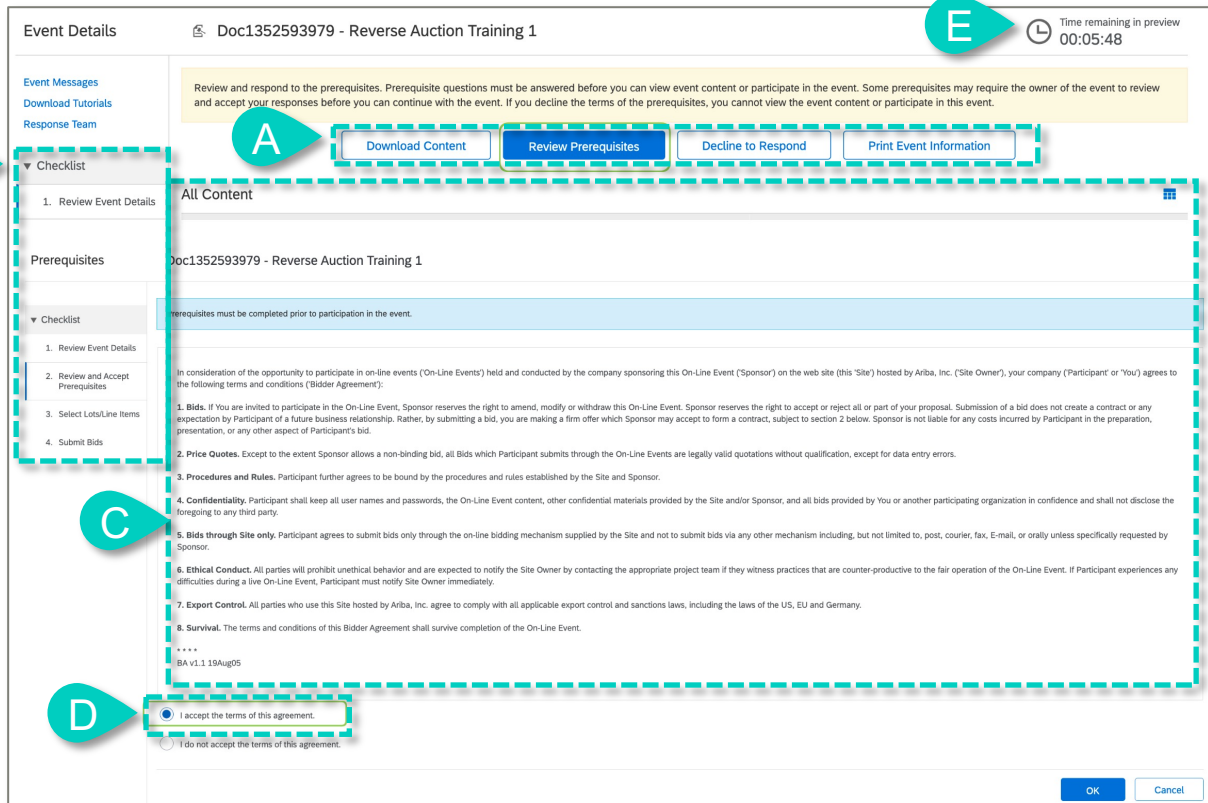 Event Details
Doc1352593979 - Reverse Auction Training 1
E
Time remaining in preview
00:05:48
Event Messages
Download Tutorials
Response Team
Review and respond to the prerequisites. Prerequisite questions must be answered before you can view event content or participate in the event. Some prerequisites may require the owner of the event to review
and accept your responses before you can continue with the event. If you decline the terms of the prerequisites, you cannot view the event content or participate in this event.
A
Download Content
Review Prerequisites
Decline to Respond
Print Event Information
▼ Checklist
1. Review Event Details
All Content
Prerequisites
Doc1352593979 - Reverse Auction Training 1
▼ Checklist
1. Review Event Details
2. Review and Accept
Prerequisites
3. Select Lots/Line Items
4. Submit Bids
Prerequisites must be completed prior to participation in the event.
In consideration of the opportunity to participate in on-line events ('On-Line Events') held and conducted by the company sponsoring this On-Line Event ('Sponsor') on the web site (this 'Site') hosted by Ariba, Inc. ('Site Owner'), your company ('Participant' or 'You') agrees to
the following terms and conditions ('Bidder Agreement'):
1. Bids. If You are invited to participate in the On-Line Event, Sponsor reserves the right to amend, modify or withdraw this On-Line Event. Sponsor reserves the right to accept or reject all or part of your proposal. Submission of a bid does not create a contract or any
expectation by Participant of a future business relationship. Rather, by submitting a bid, you are making a firm offer which Sponsor may accept to form a contract, subject to section 2 below. Sponsor is not liable for any costs incurred by Participant in the preparation,
presentation, or any other aspect of Participant's bid.
2. Price Quotes. Except to the extent Sponsor allows a non-binding bid, all Bids which Participant submits through the On-Line Events are legally valid quotations without qualification, except for data entry errors.
3. Procedures and Rules. Participant further agrees to be bound by the procedures and rules established by the Site and Sponsor.
4. Confidentiality. Participant shall keep all user names and passwords, the On-Line Event content, other confidential materials provided by the Site and/or Sponsor, and all bids provided by You or another participating organization in confidence and shall not disclose the
foregoing to any third party.
C
5. Bids through Site only. Participant agrees to submit bids only through the on-line bidding mechanism supplied by the Site and not to submit bids via any other mechanism including, but not limited to, post, courier, fax, E-mail, or orally unless specifically requested by
Sponsor.
6. Ethical Conduct. All parties will prohibit unethical behavior and are expected to notify the Site Owner by contacting the appropriate project team if they witness practices that are counter-productive to the fair operation of the On-Line Event. If Participant experiences any
difficulties during a live On-Line Event, Participant must notify Site Owner immediately.
7. Export Control. All parties who use this Site hosted by Ariba, Inc. agree to comply with all applicable export control and sanctions laws, including the laws of the US, EU and Germany.
8. Survival. The terms and conditions of this Bidder Agreement shall survive completion of the On-Line Event.
* * * *
BA v1.1 19Aug05
D
I accept the terms of this agreement.
I do not accept the terms of this agreement.
OK
Cancel